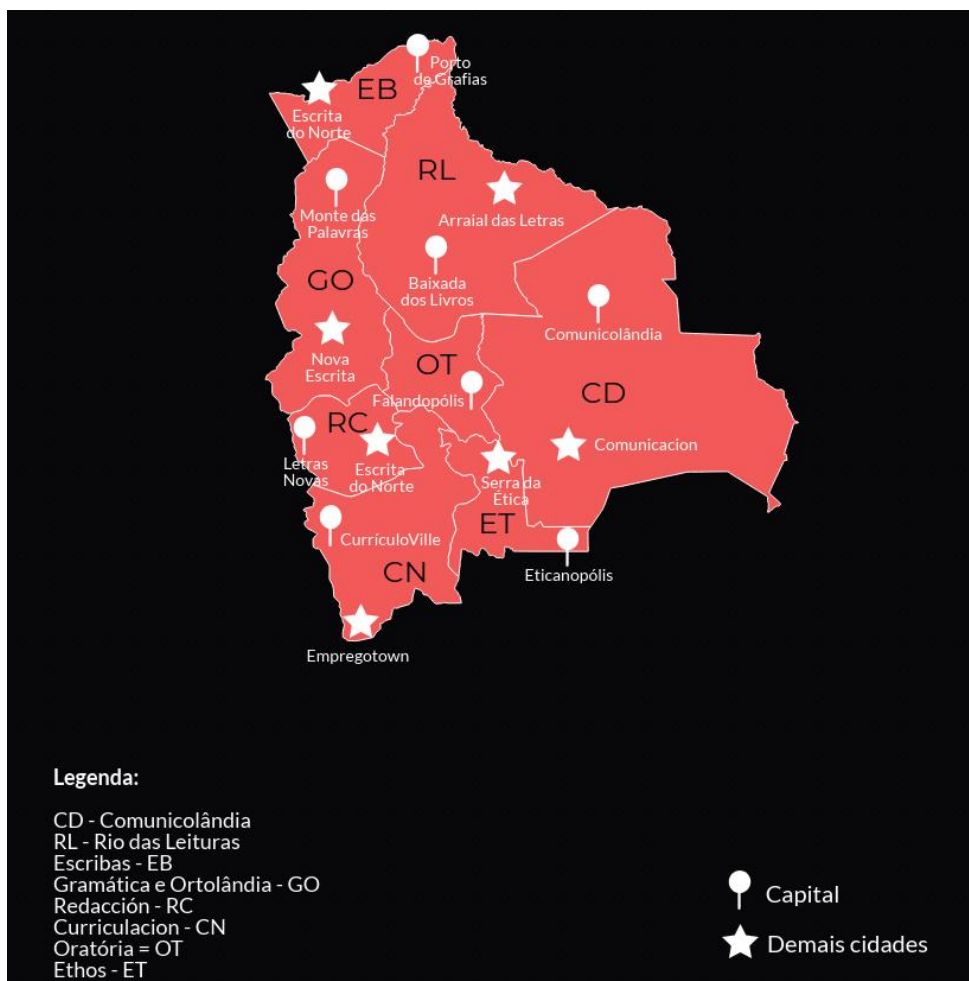 Porto
de Grafias
EB
Escrita
do Norte
RL
Monte das
Palavras
Arraial das Letras
GO
Baixada
dos Livros
Comunicolândia
Nova
Escrita
OT
Falandopólis
CD
RC
Letras
Novas
Escrita
do Norte
Comunicacion
Serra da
Ética
ET
CurrículoVille
CN
Eticanopólis
Empregotown
Legenda:
CD - Comunicolândia
RL - Rio das Leituras
Escribas - EB
Gramática e Ortolândia - GO
Redacción - RC
Curriculacion - CN
Oratória = OT
Ethos - ET
Capital
Demais cidades